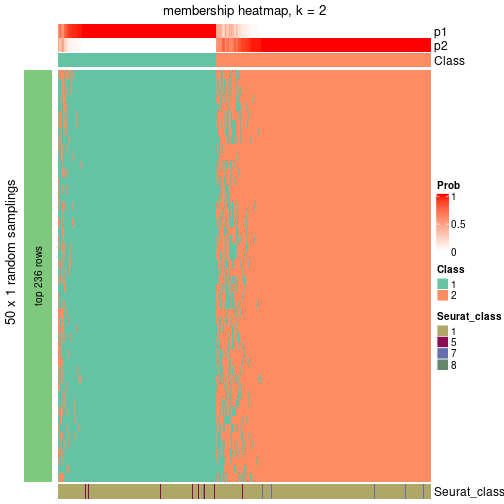 membership heatmap, k = 2
p1
p2
Class
50 x 1 random samplings
top 236 rows
Prob
1
0.5
0
Class
1
2
Seurat_class
1
5
7
8
Seurat_class